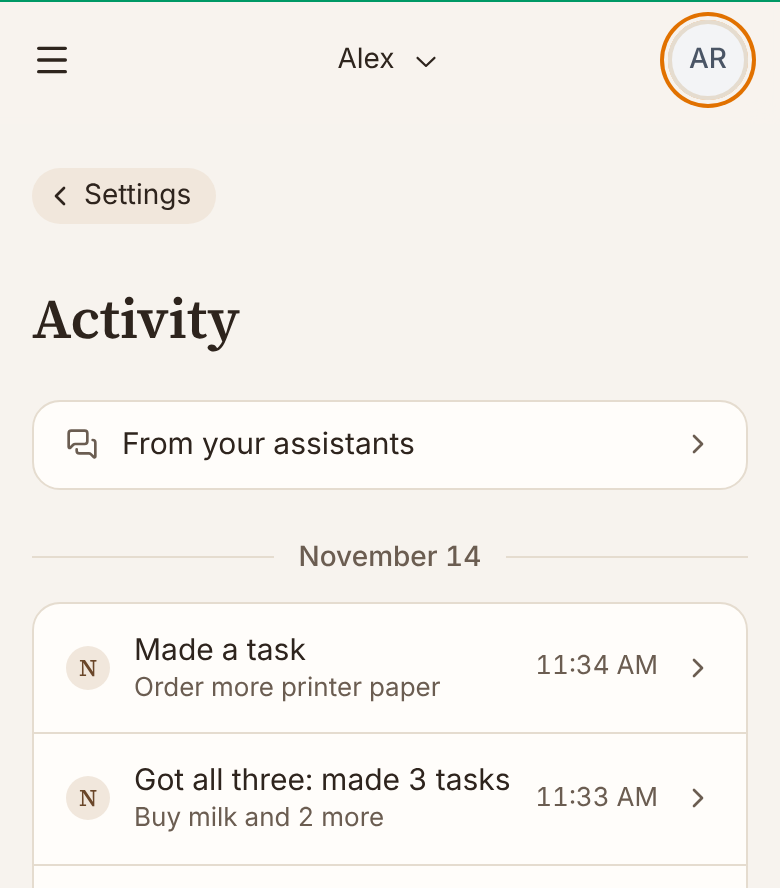 Alex
AR
Settings
Activity
From your assistants
November 14
N
Made a task
11:34 AM
Order more printer paper
N
Got all three: made 3 tasks
11:33 AM
Buy milk and 2 more